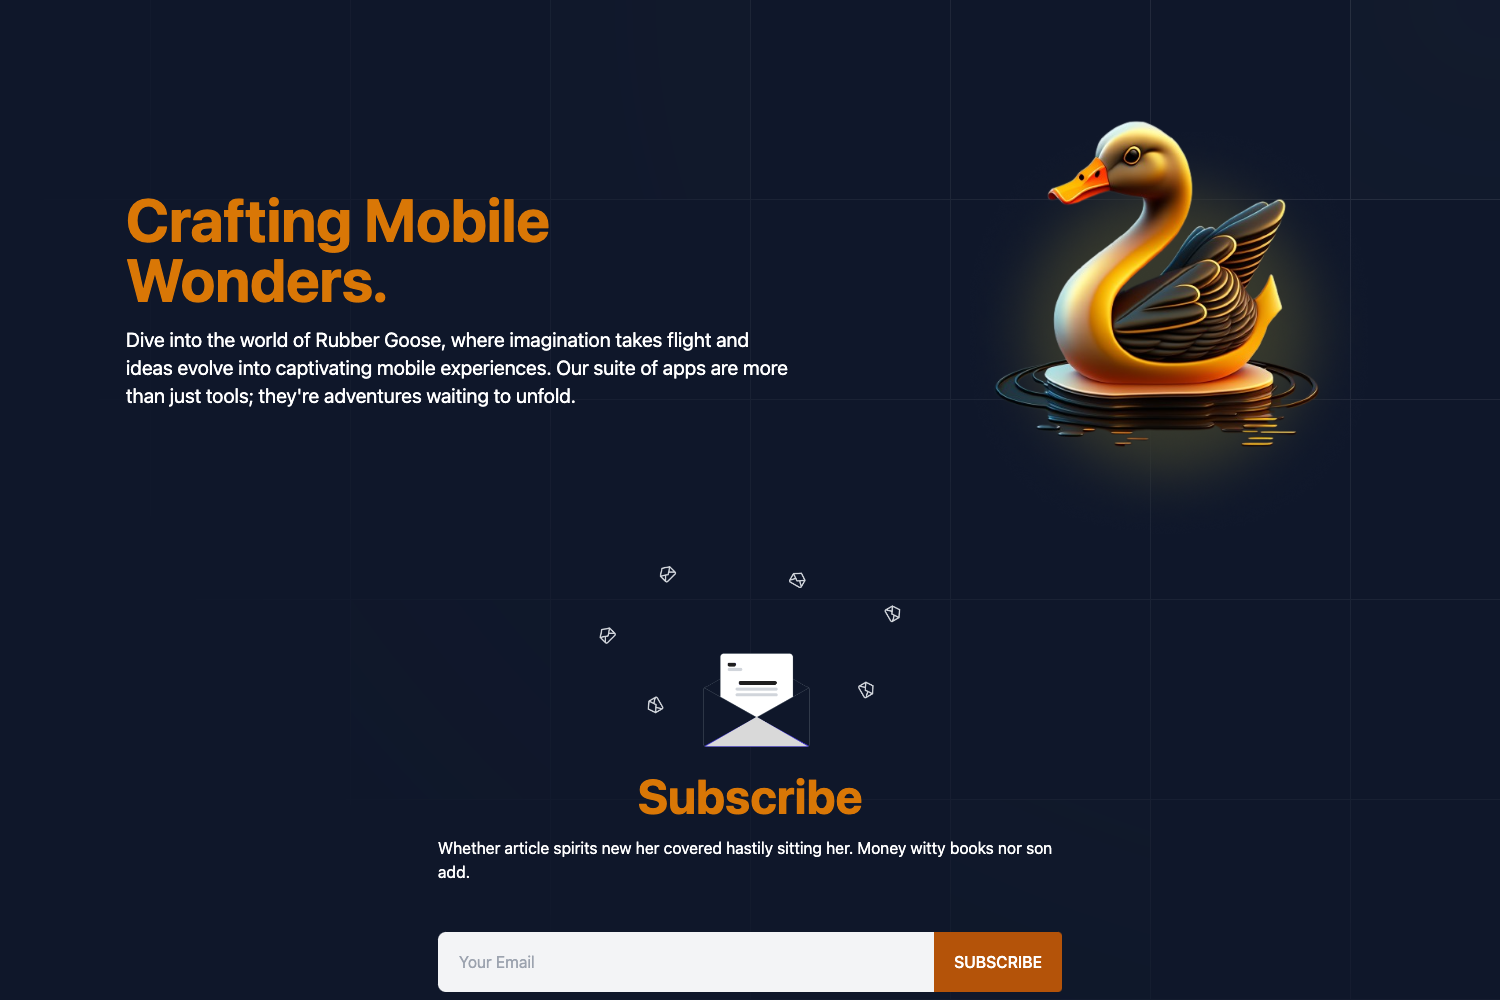 Crafting Mobile
Wonders.
Dive into the world of Rubber Goose, where imagination takes flight and
ideas evolve into captivating mobile experiences. Our suite of apps are more
than just tools; they're adventures waiting to unfold.
Subscribe
Whether article spirits new her covered hastily sitting her. Money witty books nor son
add.
Your Email
SUBSCRIBE